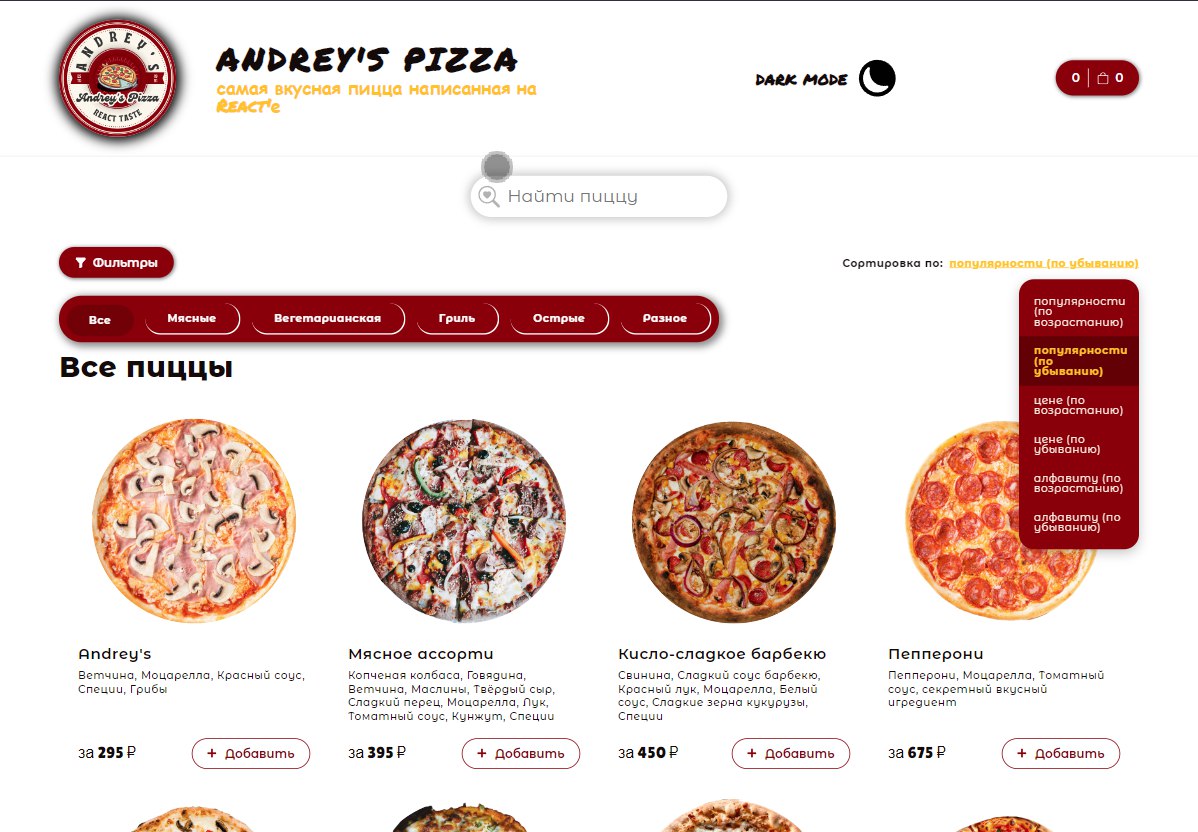 ANDREY'S
Andrey's Pizza
REACT TASTE
ANDREY'S PIZZA
самая вкусная пицца написанная на
REACT'е
DARK MODE
0 0
Найти пиццу
Фильтры
Сортировка по: популярности (по убыванию)
популярности
(по
возрастанию)
популярности
(по
убыванию)
цене (по
возрастанию)
цене (по
убыванию)
алфавиту (по
возрастанию)
алфавиту (по
убыванию)
Все Мясные Вегетарианская Гриль Острые Разное
Все пиццы
Andrey's
Ветчина, Моцарелла, Красный соус,
Специи, Грибы
за 295 ₽
+ Добавить
Мясное ассорти
Копченая колбаса, Говядина,
Ветчина, Маслины, Твёрдый сыр,
Сладкий перец, Моцарелла, Лук,
Томатный соус, Кунжут, Специи
за 395 ₽
+ Добавить
Кисло-сладкое барбекю
Свинина, Сладкий соус барбекю,
Красный лук, Моцарелла, Белый
соус, Сладкие зерна кукурузы,
Специи
за 450 ₽
+ Добавить
Пепперони
Пепперони, Моцарелла, Томатный
соус, секретный вкусный
игредиент
за 675 ₽
+ Добавить